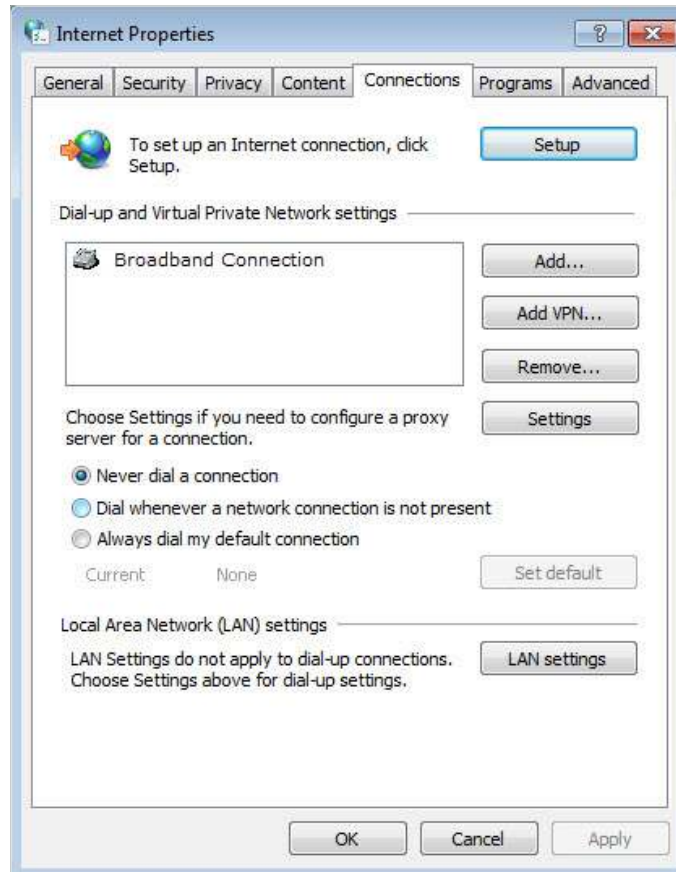 Internet Properties
General Security Privacy Content Connections Programs Advanced
To set up an Internet connection, click
Setup.
Setup
Dial-up and Virtual Private Network settings
Broadband Connection
Add...
Add VPN...
Remove...
Choose Settings if you need to configure a proxy
server for a connection.
Settings
Never dial a connection
Dial whenever a network connection is not present
Always dial my default connection
Current None
Set default
Local Area Network (LAN) settings
LAN Settings do not apply to dial-up connections.
Choose Settings above for dial-up settings.
LAN settings
OK Cancel Apply